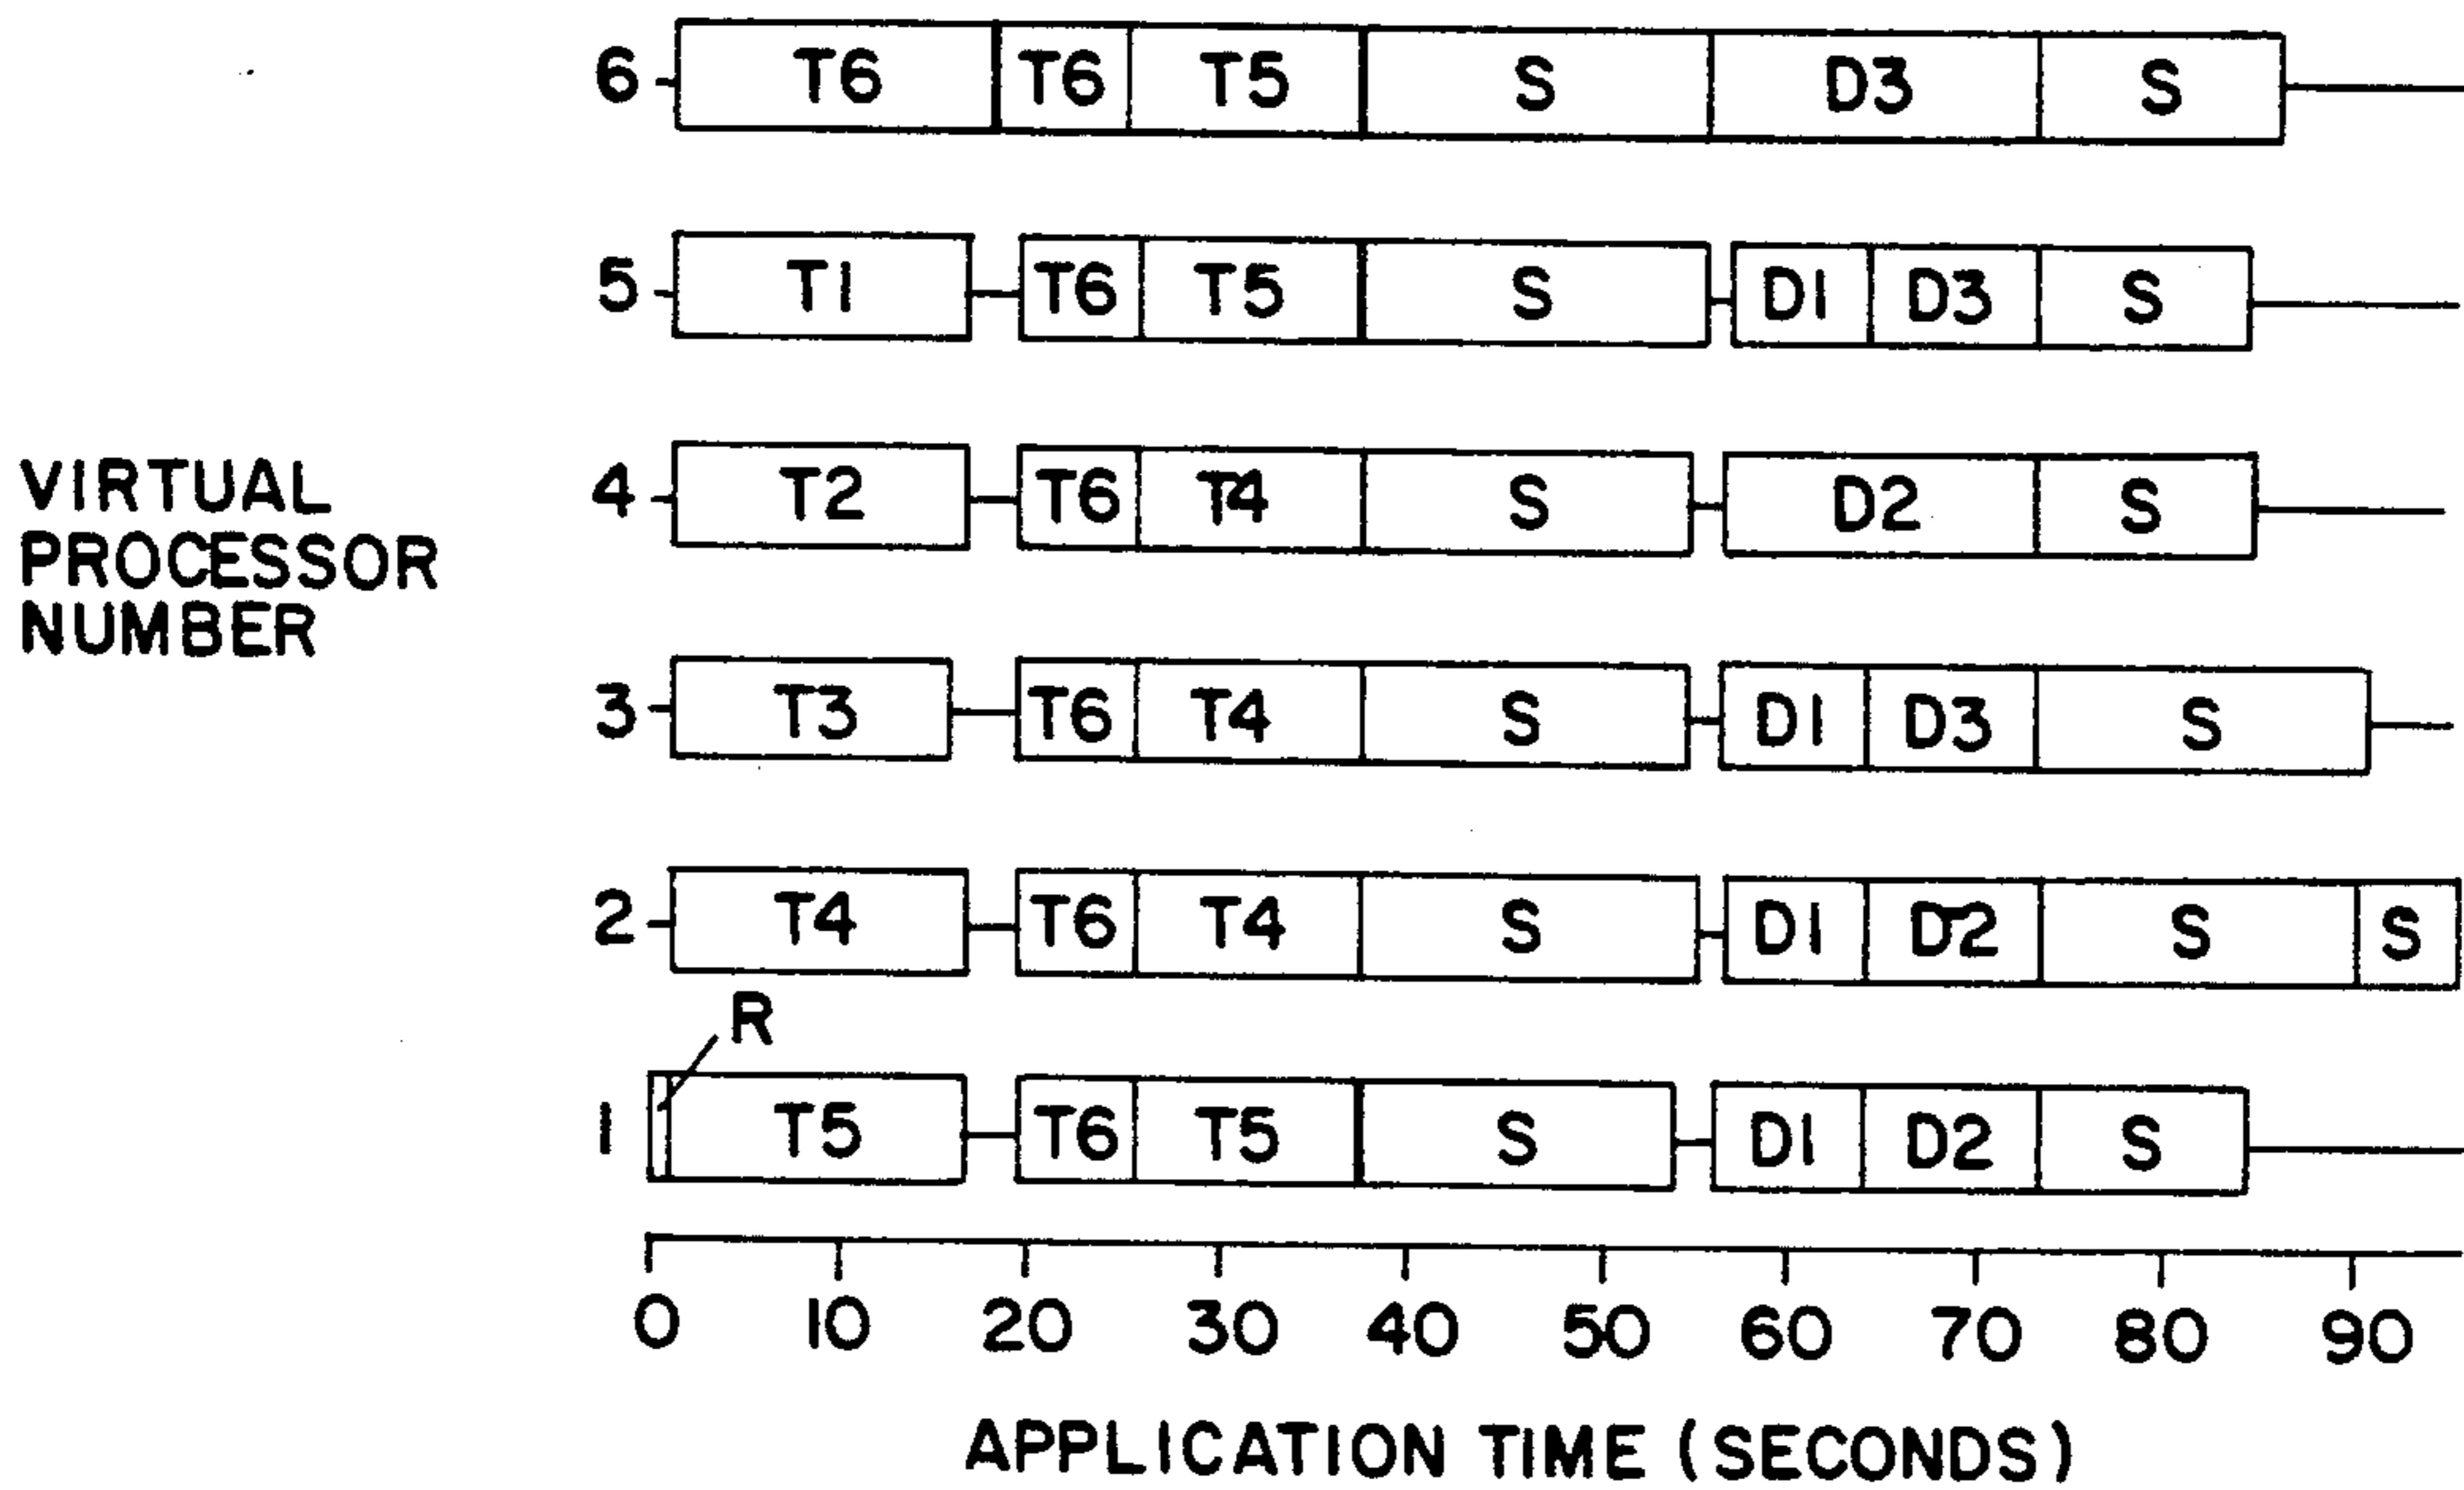 6 T6 T6 T5 S D3 S
5 T1 T6 T5 S D1 D3 S
4 T2 T6 T4 S D2 S
VIRTUAL
PROCESSOR
NUMBER
3 T3 T6 T4 S D1 D3 S
2 T4 T6 T4 S D1 D2 S S
R
1 T5 T6 T5 S D1 D2 S
0 10 20 30 40 50 60 70 80 90
APPLICATION TIME (SECONDS)